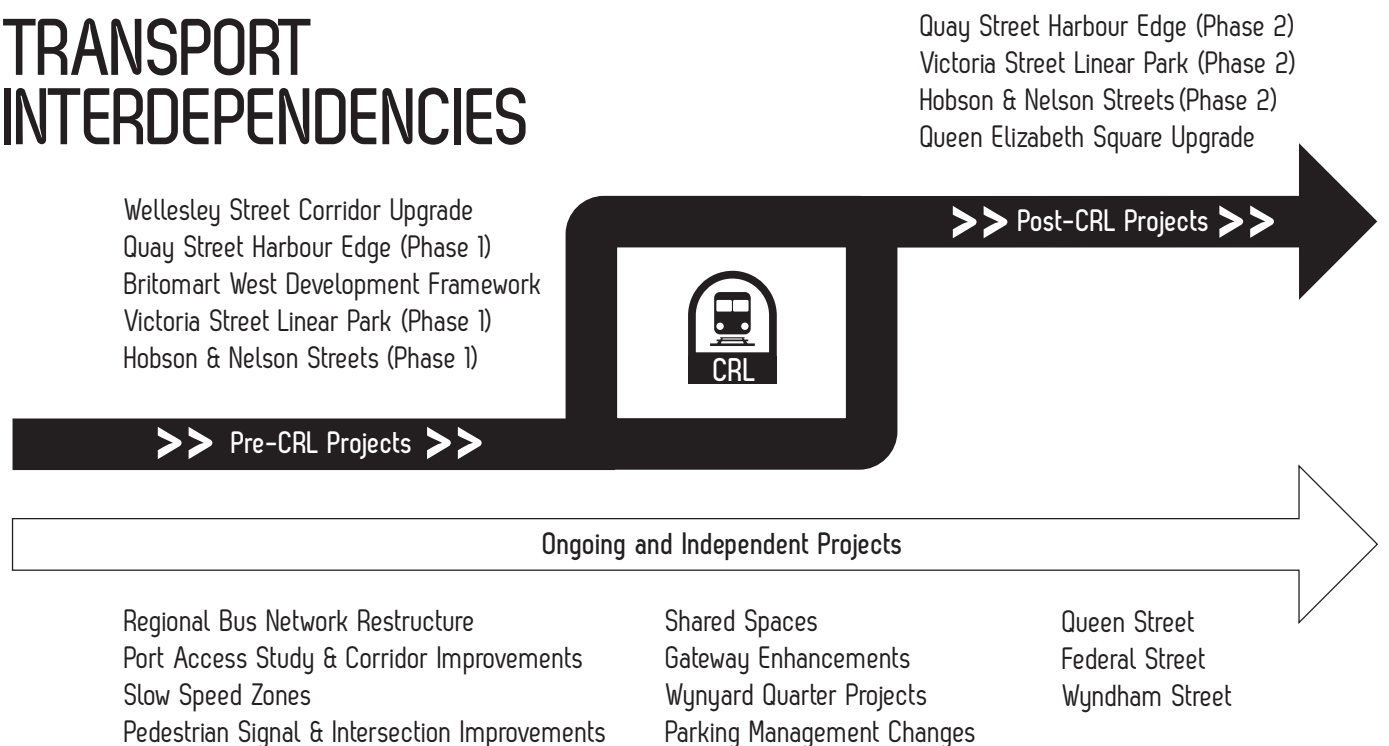 TRANSPORT
INTERDEPENDENCIES
Quay Street Harbour Edge (Phase 2)
Victoria Street Linear Park (Phase 2)
Hobson & Nelson Streets (Phase 2)
Queen Elizabeth Square Upgrade
Wellesley Street Corridor Upgrade
Quay Street Harbour Edge (Phase 1)
Britomart West Development Framework
Victoria Street Linear Park (Phase 1)
Hobson & Nelson Streets (Phase 1)
>> Post-CRL Projects >>
CRL
>> Pre-CRL Projects >>
Ongoing and Independent Projects
Regional Bus Network Restructure
Port Access Study & Corridor Improvements
Slow Speed Zones
Pedestrian Signal & Intersection Improvements
Shared Spaces
Gateway Enhancements
Wynyard Quarter Projects
Parking Management Changes
Queen Street
Federal Street
Wyndham Street